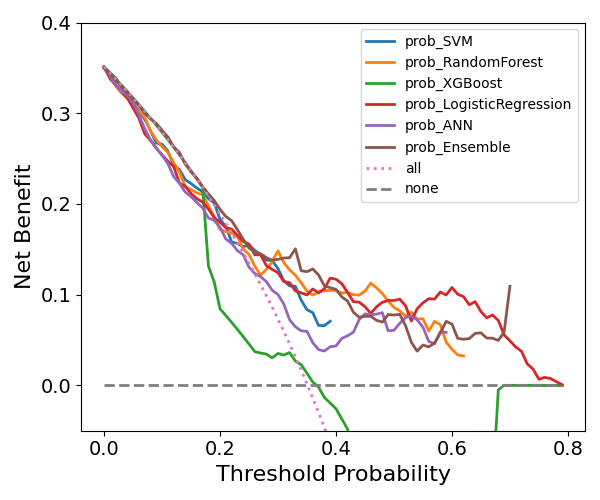 prob_SVM
prob_RandomForest
prob_XGBoost
prob_LogisticRegression
prob_ANN
prob_Ensemble
all
none
Net Benefit
0.4
0.3
0.2
0.1
0.0
0.0 0.2 0.4 0.6 0.8
Threshold Probability